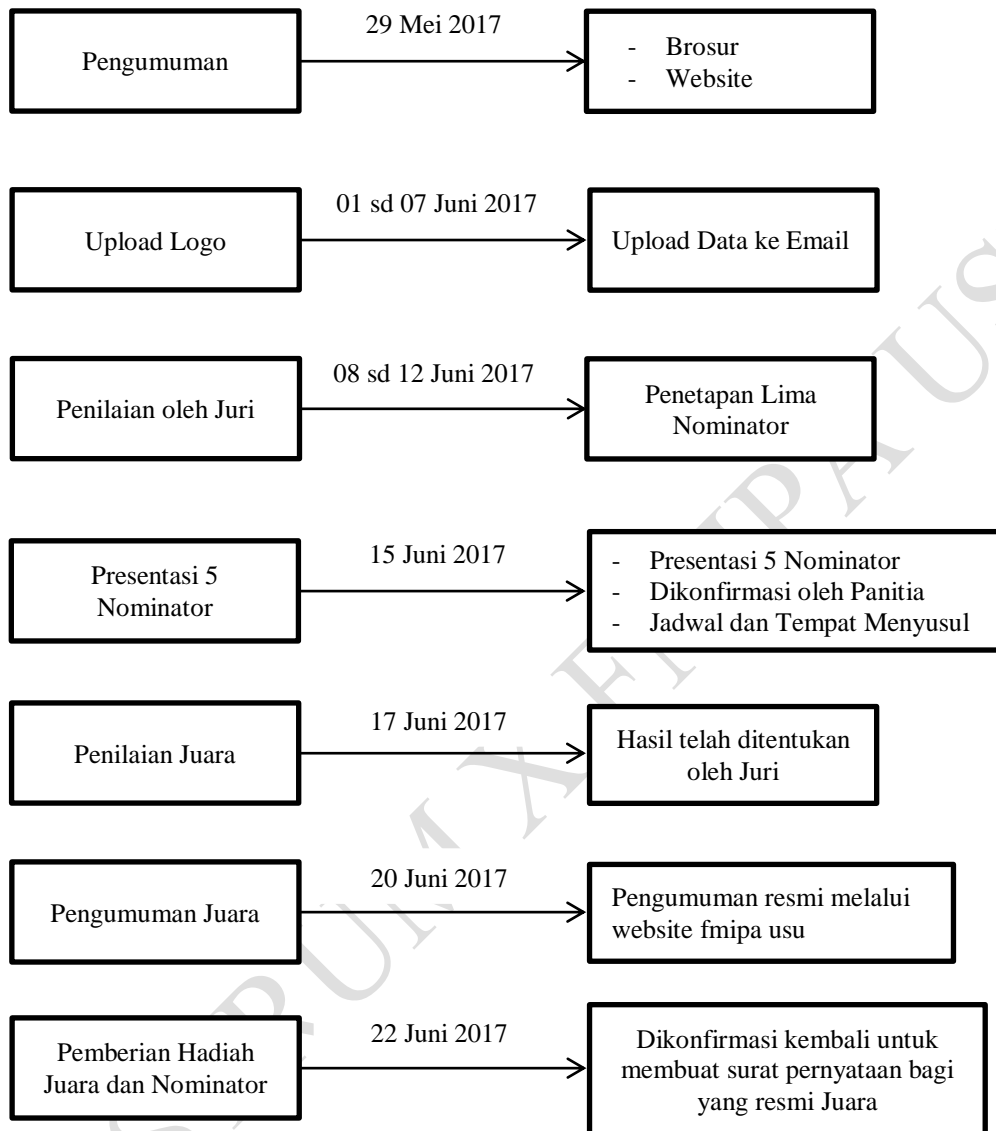 29 Mei 2017
Pengumuman
- Brosur
- Website
01 sd 07 Juni 2017
Upload Logo
Upload Data ke Email
08 sd 12 Juni 2017
Penilaian oleh Juri
Penetapan Lima
Nominator
15 Juni 2017
Presentasi 5
Nominator
- Presentasi 5 Nominator
- Dikonfirmasi oleh Panitia
- Jadwal dan Tempat Menyusul
17 Juni 2017
Penilaian Juara
Hasil telah ditentukan
oleh Juri
20 Juni 2017
Pengumuman Juara
Pengumuman resmi melalui
website fmipa usu
22 Juni 2017
Pemberian Hadiah
Juara dan Nominator
Dikonfirmasi kembali untuk
membuat surat pernyataan bagi
yang resmi Juara